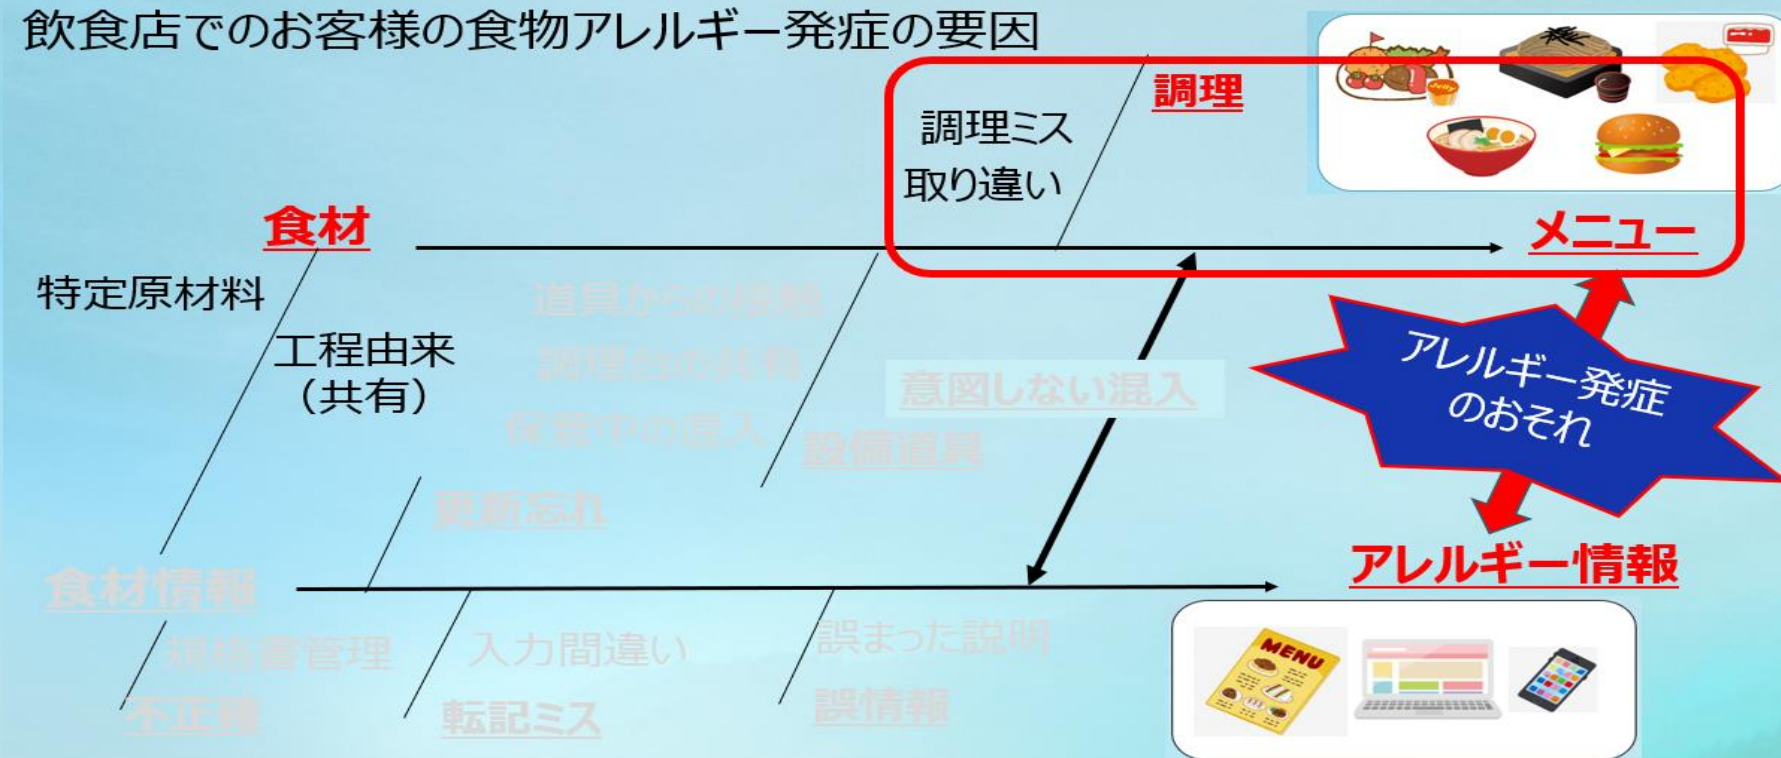 飲食店でのお客様の食物アレルギー発症の要因
調理
調理ミス
取り違い
食材
メニュー
特定原材料
道具からの接触
工程由来
（共有）
調理台の共有
保管中の混入
意図しない混入
設備道具
アレルギー発症
のおそれ
更新忘れ
食材情報
アレルギー情報
規格書管理
入力間違い
誤まった説明
不正確
転記ミス
誤情報
MENU
Jelly